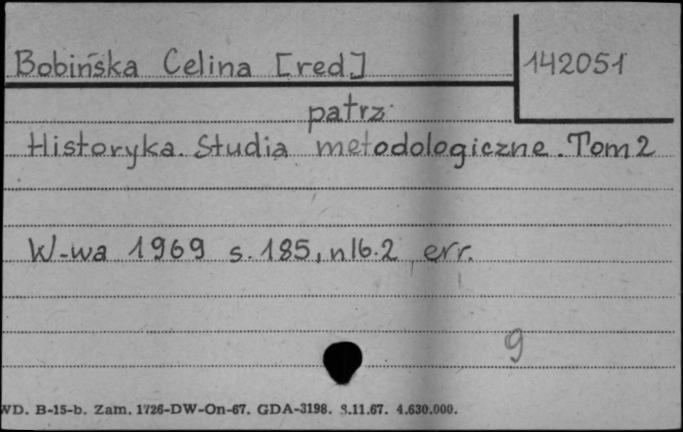 Bobińska Celina [red]
142051
patrz
Historyka. Studia metodologiczne. Tom 2
W-wa 1969 s. 185, nlb. 2, err.
9
WD. B-15-b. Zam. 1726-DW-On-67. GDA-3198. 8.11.67. 4.630.000.